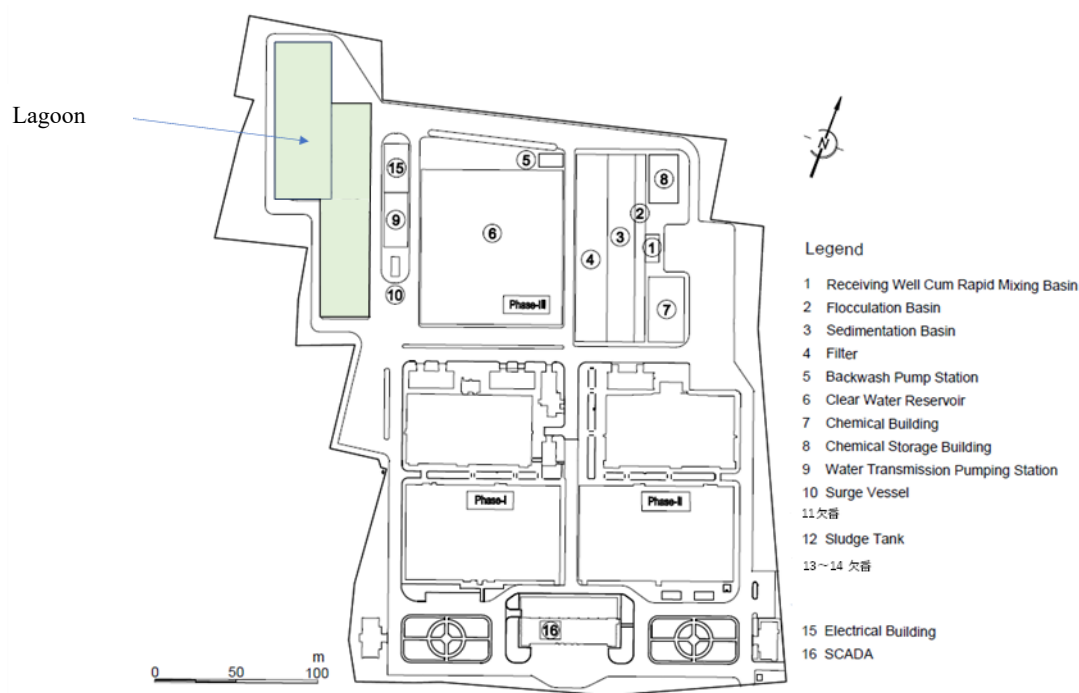 Lagoon
N
15
5
9
6
10
8
2
1
3
4
7
Phase-III
Phase-I
Phase-II
16
m
0 50 100
Legend
1 Receiving Well Cum Rapid Mixing Basin
2 Flocculation Basin
3 Sedimentation Basin
4 Filter
5 Backwash Pump Station
6 Clear Water Reservoir
7 Chemical Building
8 Chemical Storage Building
9 Water Transmission Pumping Station
10 Surge Vessel
11欠番
12 Sludge Tank
13～14 欠番
15 Electrical Building
16 SCADA